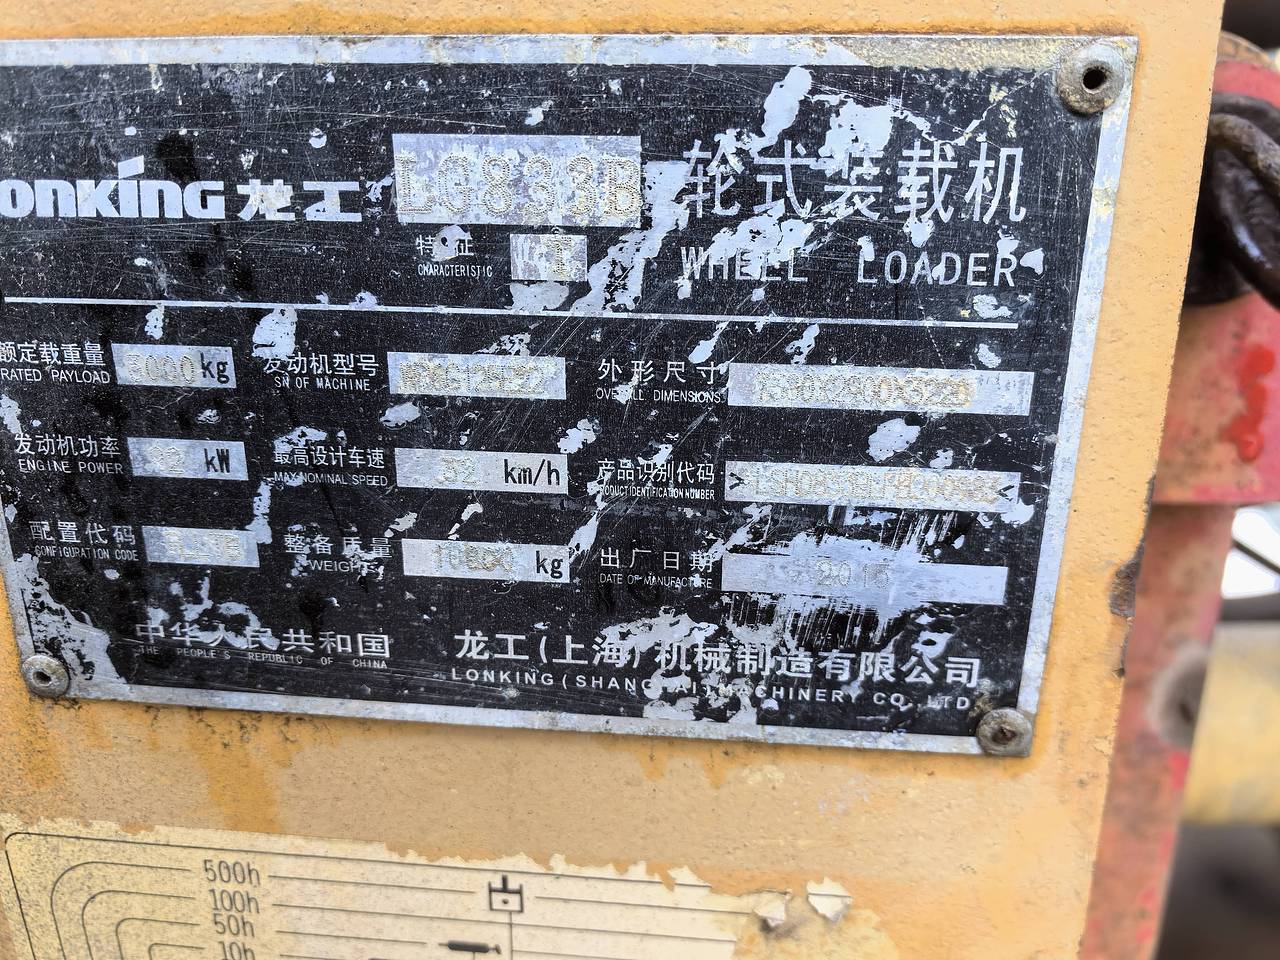 LONKING 龙工 LG833B 轮式装载机
特征 I
CHARACTERISTIC
WHEEL LOADER
额定载重量 3000 kg 发动机型号 外形尺寸
RATED PAYLOAD SN OF MACHINE OVERALL DIMENSIONS
发动机功率 92 kW 最高设计车速 32 km/h 产品识别代码
ENGINE POWER MAX NOMINAL SPEED PRODUCT IDENTIFICATION NUMBER
配置代码 整备质量 kg 出厂日期 2015
CONFIGURATION CODE WEIGHT DATE OF MANUFACTURE
中华人民共和国 龙工(上海)机械制造有限公司
THE PEOPLE'S REPUBLIC OF CHINA LONKING (SHANGHAI) MACHINERY CO.,LTD
500h
100h
50h
10h